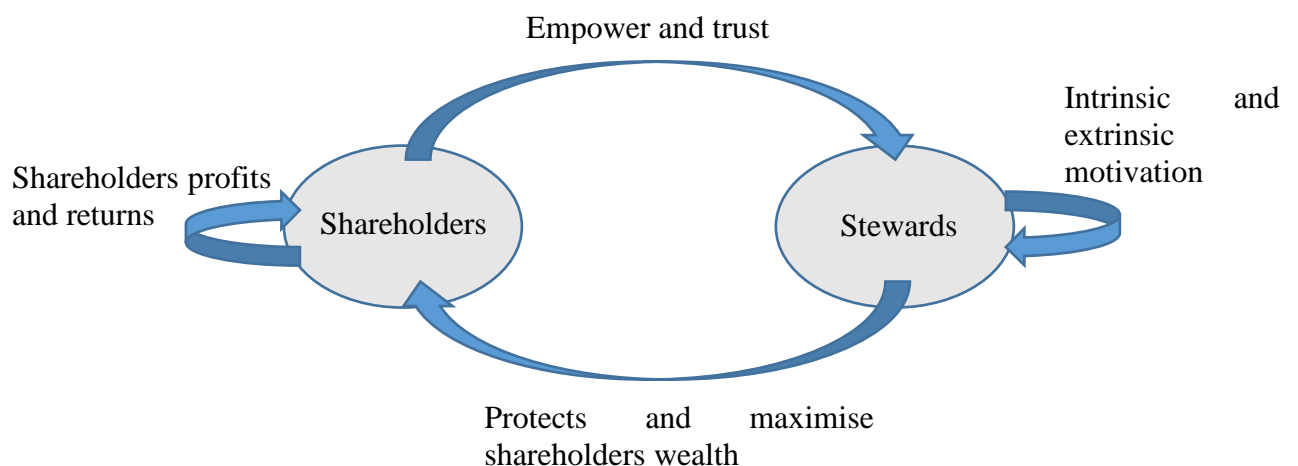 Empower and trust
Intrinsic and
extrinsic
motivation
Shareholders profits
and returns
Shareholders
Stewards
Protects and maximise
shareholders wealth